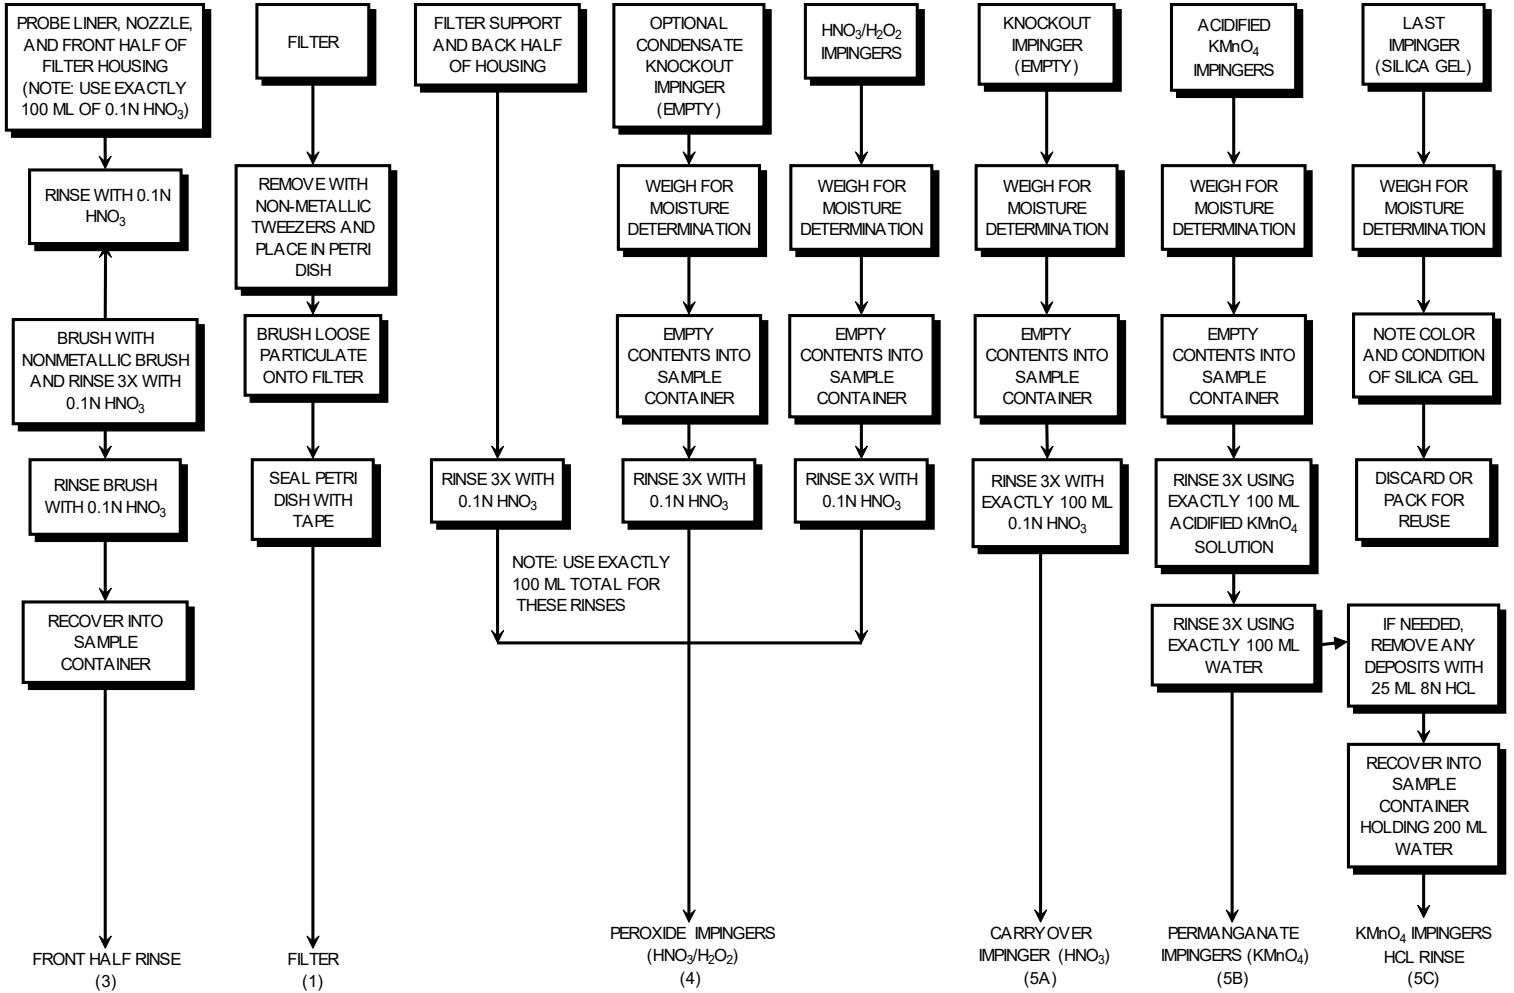 PROBE LINER, NOZZLE,
AND FRONT HALF OF
FILTER HOUSING
(NOTE: USE EXACTLY
100 ML OF 0.1N HNO₃)
RINSE WITH 0.1N
HNO₃
BRUSH WITH
NONMETALLIC BRUSH
AND RINSE 3X WITH
0.1N HNO₃
RINSE BRUSH
WITH 0.1N HNO₃
RECOVER INTO
SAMPLE
CONTAINER
FRONT HALF RINSE
(3)
FILTER
REMOVE WITH
NON-METALLIC
TWEEZERS AND
PLACE IN PETRI
DISH
BRUSH LOOSE
PARTICULATE
ONTO FILTER
SEAL PETRI
DISH WITH
TAPE
FILTER
(1)
FILTER SUPPORT
AND BACK HALF
OF HOUSING
RINSE 3X WITH
0.1N HNO₃
OPTIONAL
CONDENSATE
KNOCKOUT
IMPINGER
(EMPTY)
WEIGH FOR
MOISTURE
DETERMINATION
EMPTY
CONTENTS INTO
SAMPLE
CONTAINER
RINSE 3X WITH
0.1N HNO₃
HNO₃/H₂O₂
IMPINGERS
WEIGH FOR
MOISTURE
DETERMINATION
EMPTY
CONTENTS INTO
SAMPLE
CONTAINER
RINSE 3X WITH
0.1N HNO₃
NOTE: USE EXACTLY
100 ML TOTAL FOR
THESE RINSES
PEROXIDE IMPINGERS
(HNO₃/H₂O₂)
(4)
KNOCKOUT
IMPINGER
(EMPTY)
WEIGH FOR
MOISTURE
DETERMINATION
EMPTY
CONTENTS INTO
SAMPLE
CONTAINER
RINSE 3X WITH
EXACTLY 100 ML
0.1N HNO₃
CARRYOVER
IMPINGER (HNO₃)
(5A)
ACIDIFIED
KMnO₄
IMPINGERS
WEIGH FOR
MOISTURE
DETERMINATION
EMPTY
CONTENTS INTO
SAMPLE
CONTAINER
RINSE 3X USING
EXACTLY 100 ML
ACIDIFIED KMnO₄
SOLUTION
RINSE 3X USING
EXACTLY 100 ML
WATER
PERMANGANATE
IMPINGERS (KMnO₄)
(5B)
LAST
IMPINGER
(SILICA GEL)
WEIGH FOR
MOISTURE
DETERMINATION
NOTE COLOR
AND CONDITION
OF SILICA GEL
DISCARD OR
PACK FOR
REUSE
IF NEEDED,
REMOVE ANY
DEPOSITS WITH
25 ML 8N HCL
RECOVER INTO
SAMPLE
CONTAINER
HOLDING 200 ML
WATER
KMnO₄ IMPINGERS
HCL RINSE
(5C)